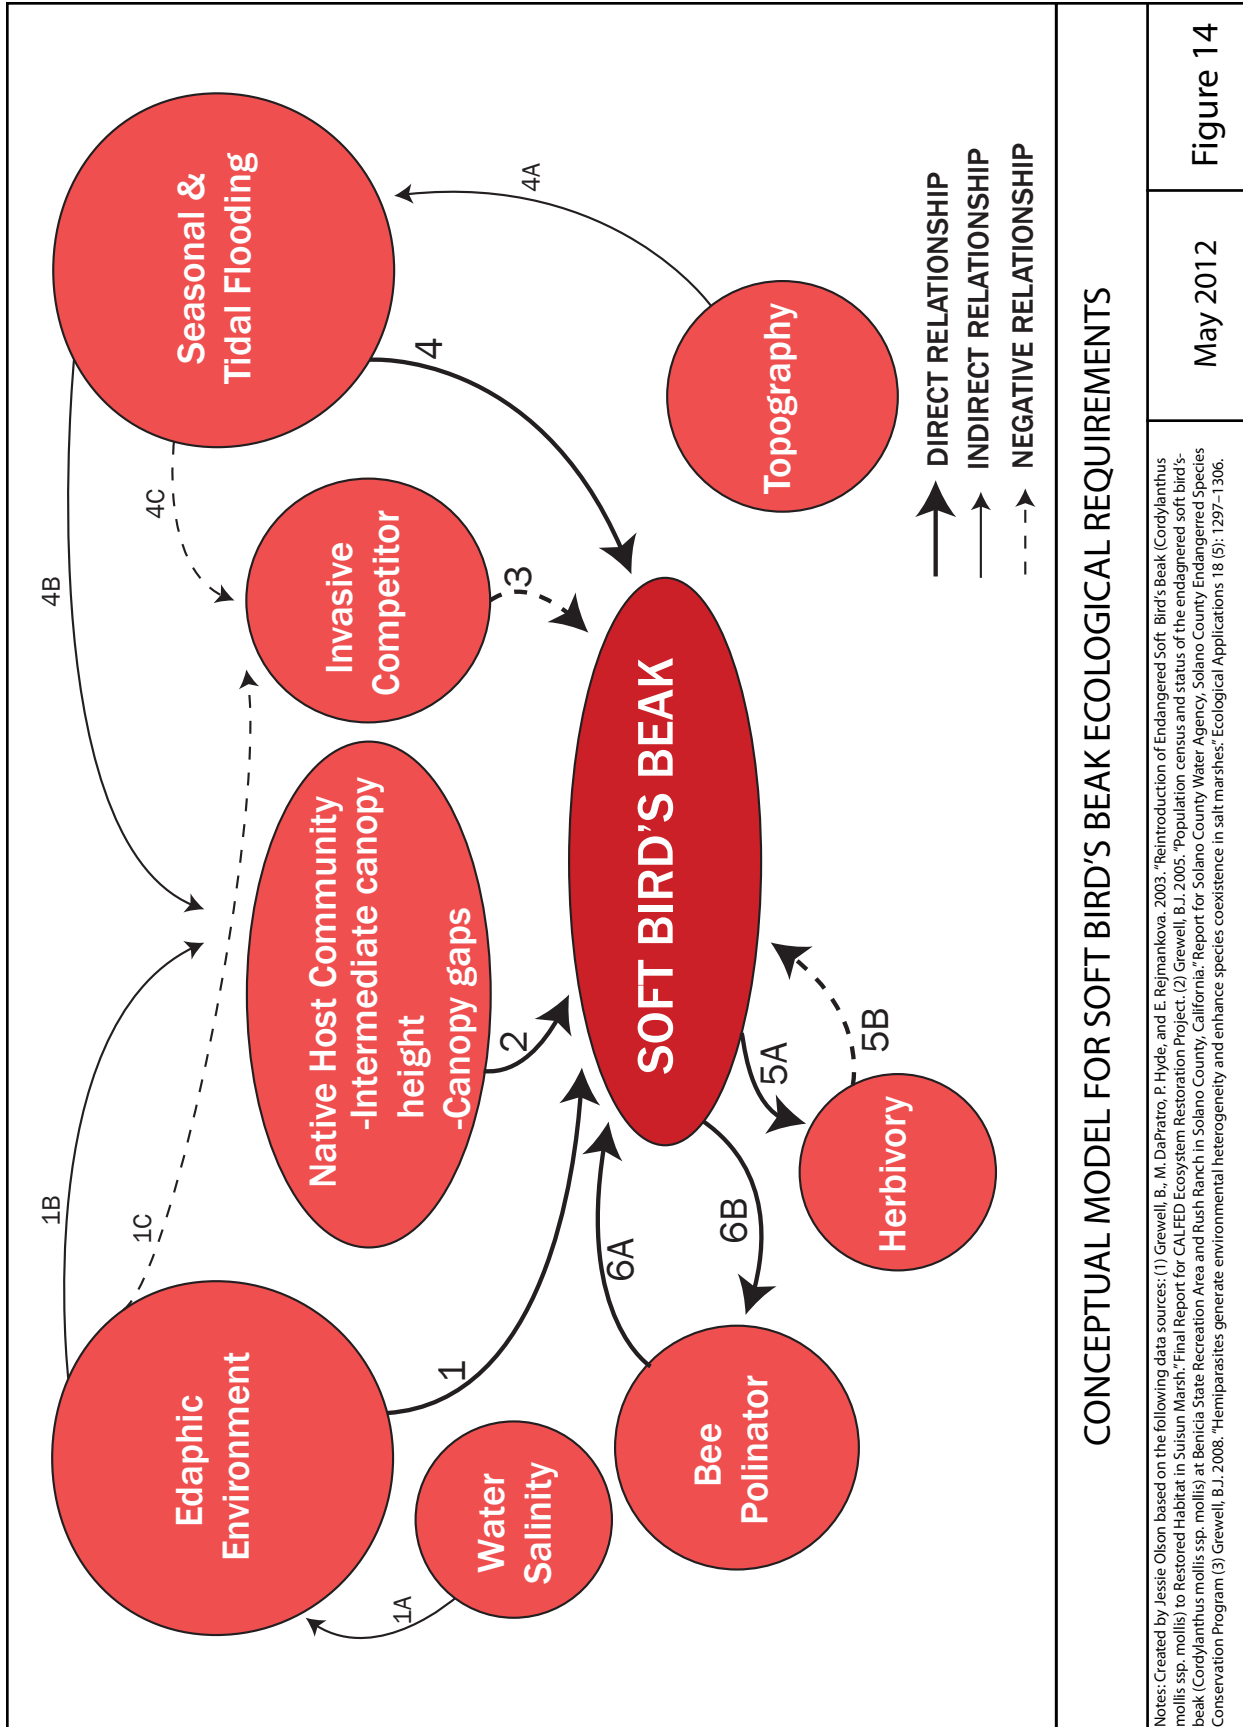 Edaphic
Environment
Seasonal &
Tidal Flooding
1B
4B
1C
4C
Native Host Community
-Intermediate canopy
height
-Canopy gaps
Invasive
Competitor
1A
Water
Salinity
1
2
3
4
4A
SOFT BIRD'S BEAK
6A
6B
5A
5B
Bee
Polinator
Herbivory
Topography
DIRECT RELATIONSHIP
INDIRECT RELATIONSHIP
NEGATIVE RELATIONSHIP
CONCEPTUAL MODEL FOR SOFT BIRD'S BEAK ECOLOGICAL REQUIREMENTS
Notes: Created by Jessie Olson based on the following data sources: (1) Grewell, B., M. DaPratro, P. Hyde, and E. Rejmankova. 2003. "Reintroduction of Endangered Soft Bird's Beak (Cordylanthus
mollis ssp. mollis) to Restored Habitat in Suisun Marsh." Final Report for CALFED Ecosystem Restoration Project. (2) Grewell, B.J. 2005. "Population census and status of the endagnered soft bird's-
beak (Cordylanthus mollis ssp. mollis) at Benicia State Recreation Area and Rush Ranch in Solano County, California." Report for Solano County Water Agency, Solano County Endangerred Species
Conservation Program (3) Grewell, B.J. 2008. "Hemiparasites generate environmental heterogeneity and enhance species coexistence in salt marshes." Ecological Applications 18 (5): 1297–1306.
May 2012
Figure 14